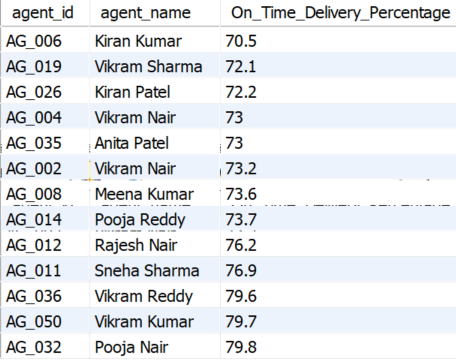 agent_id agent_name On_Time_Delivery_Percentage
AG_006 Kiran Kumar 70.5
AG_019 Vikram Sharma 72.1
AG_026 Kiran Patel 72.2
AG_004 Vikram Nair 73
AG_035 Anita Patel 73
AG_002 Vikram Nair 73.2
AG_008 Meena Kumar 73.6
AG_014 Pooja Reddy 73.7
AG_012 Rajesh Nair 76.2
AG_011 Sneha Sharma 76.9
AG_036 Vikram Reddy 79.6
AG_050 Vikram Kumar 79.7
AG_032 Pooja Nair 79.8